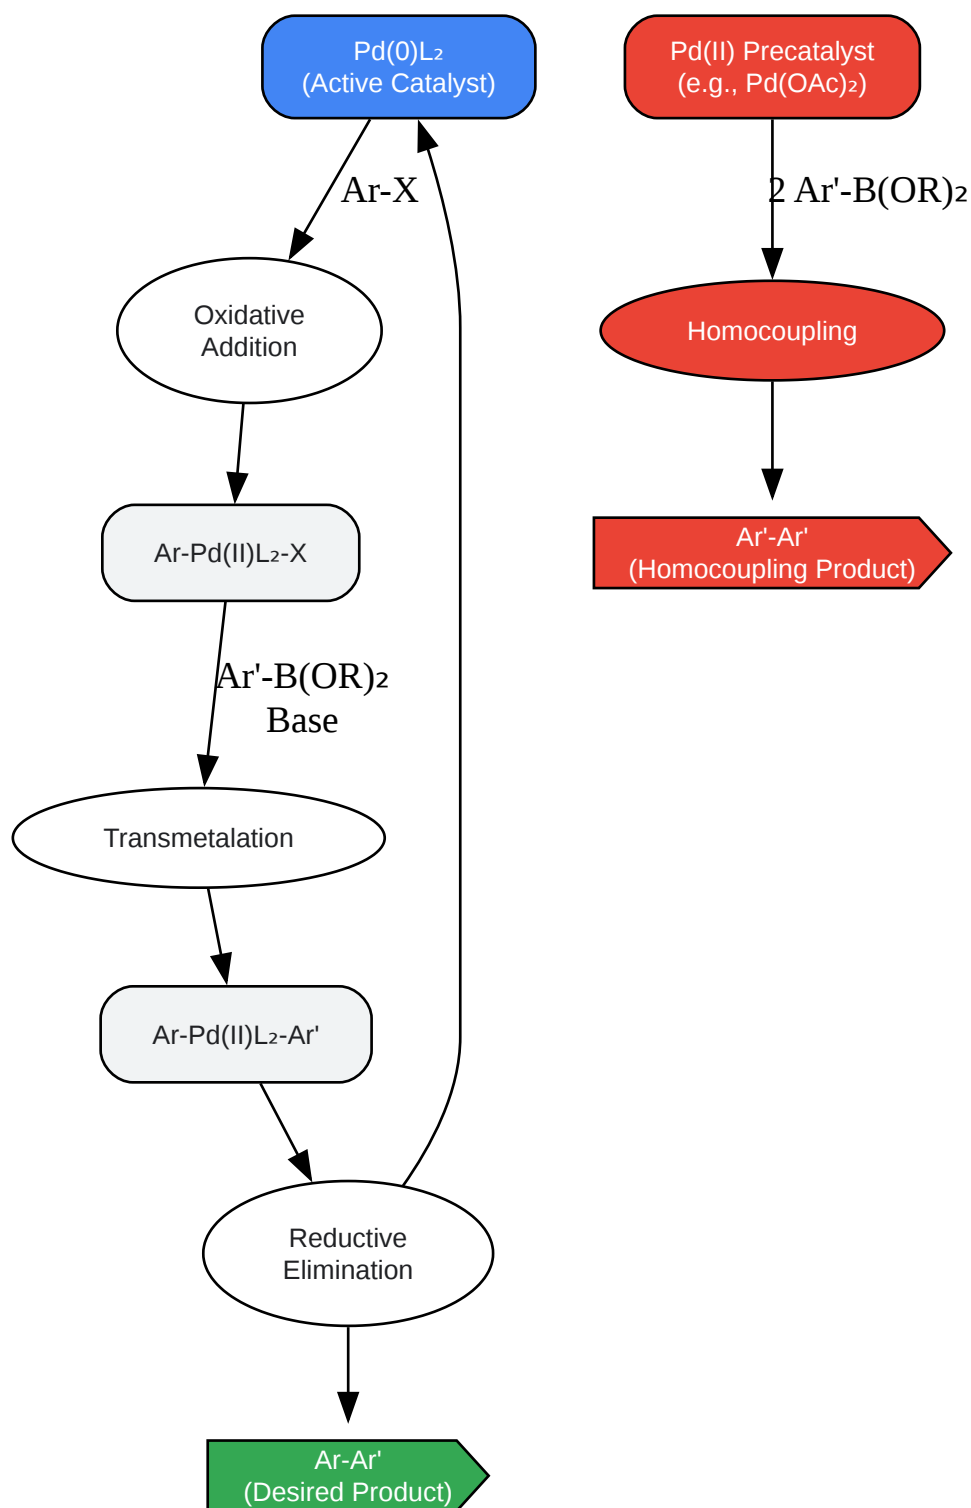 Pd(0)L₂
(Active Catalyst)
Pd(II) Precatalyst
(e.g., Pd(OAc)₂)
Ar-X
2 Ar'-B(OR)₂
Oxidative
Addition
Homocoupling
Ar-Pd(II)L₂-X
Ar'-Ar'
(Homocoupling Product)
Ar'-B(OR)₂
Base
Transmetalation
Ar-Pd(II)L₂-Ar'
Reductive
Elimination
Ar-Ar'
(Desired Product)